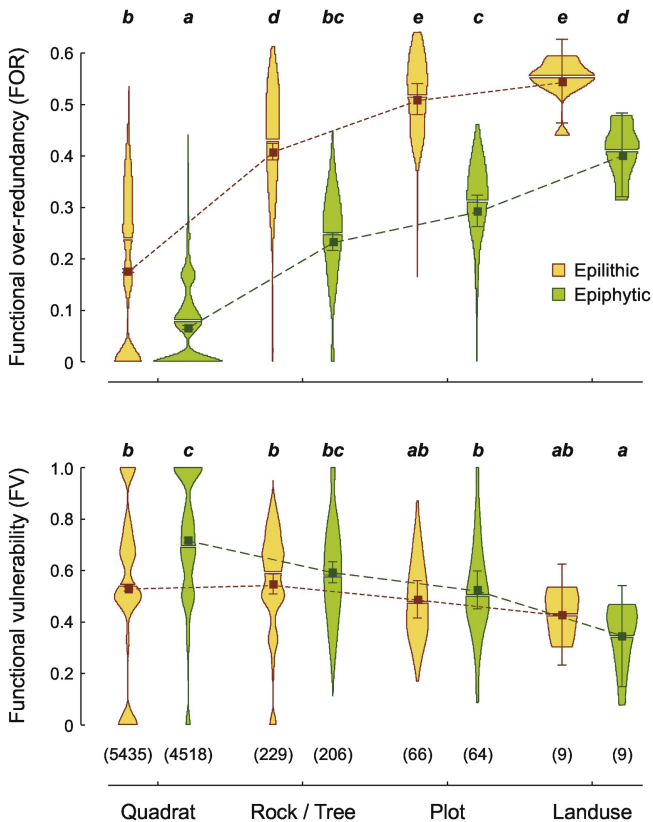 b a d bc e c e d
Functional over-redundancy (FOR)
0.6
0.5
0.4
0.3
0.2
0.1
0
Epilithic
Epiphytic
b c b bc ab b ab a
Functional vulnerability (FV)
1.0
0.8
0.6
0.4
0.2
0
(5435) (4518) (229) (206) (66) (64) (9) (9)
Quadrat Rock / Tree Plot Landuse